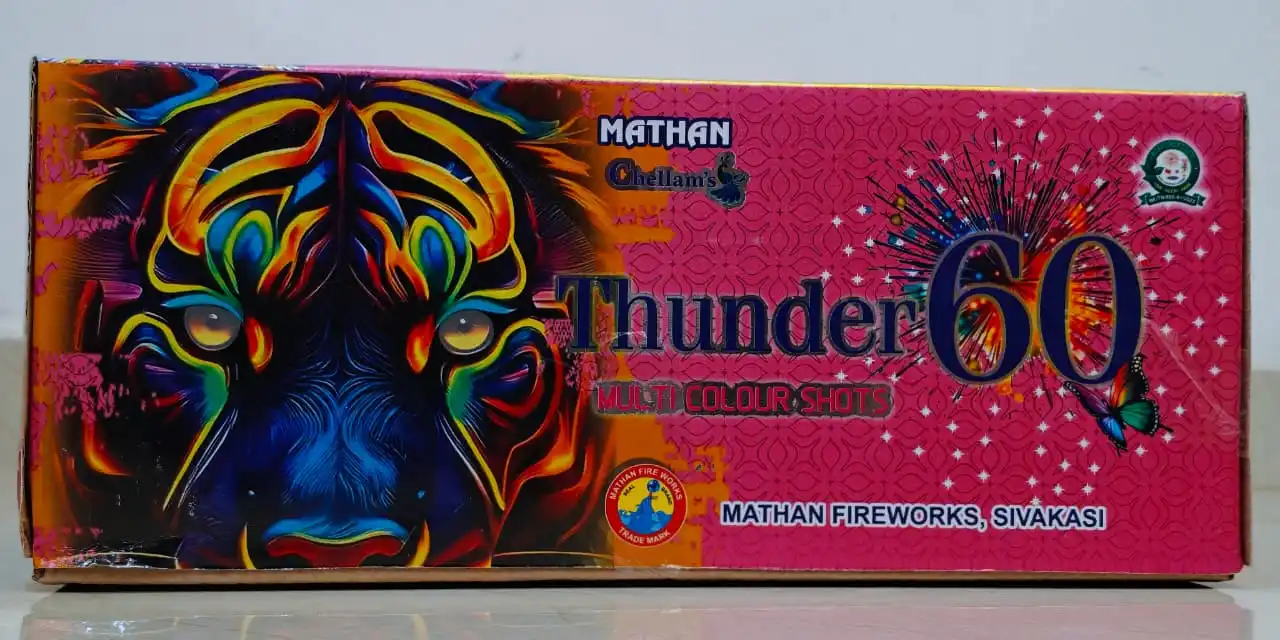 MATHAN
Chellam's
Thunder 60
MULTI COLOUR SHOTS
MATHAN FIRE WORKS
TRADE MARK
MATHAN FIREWORKS, SIVAKASI